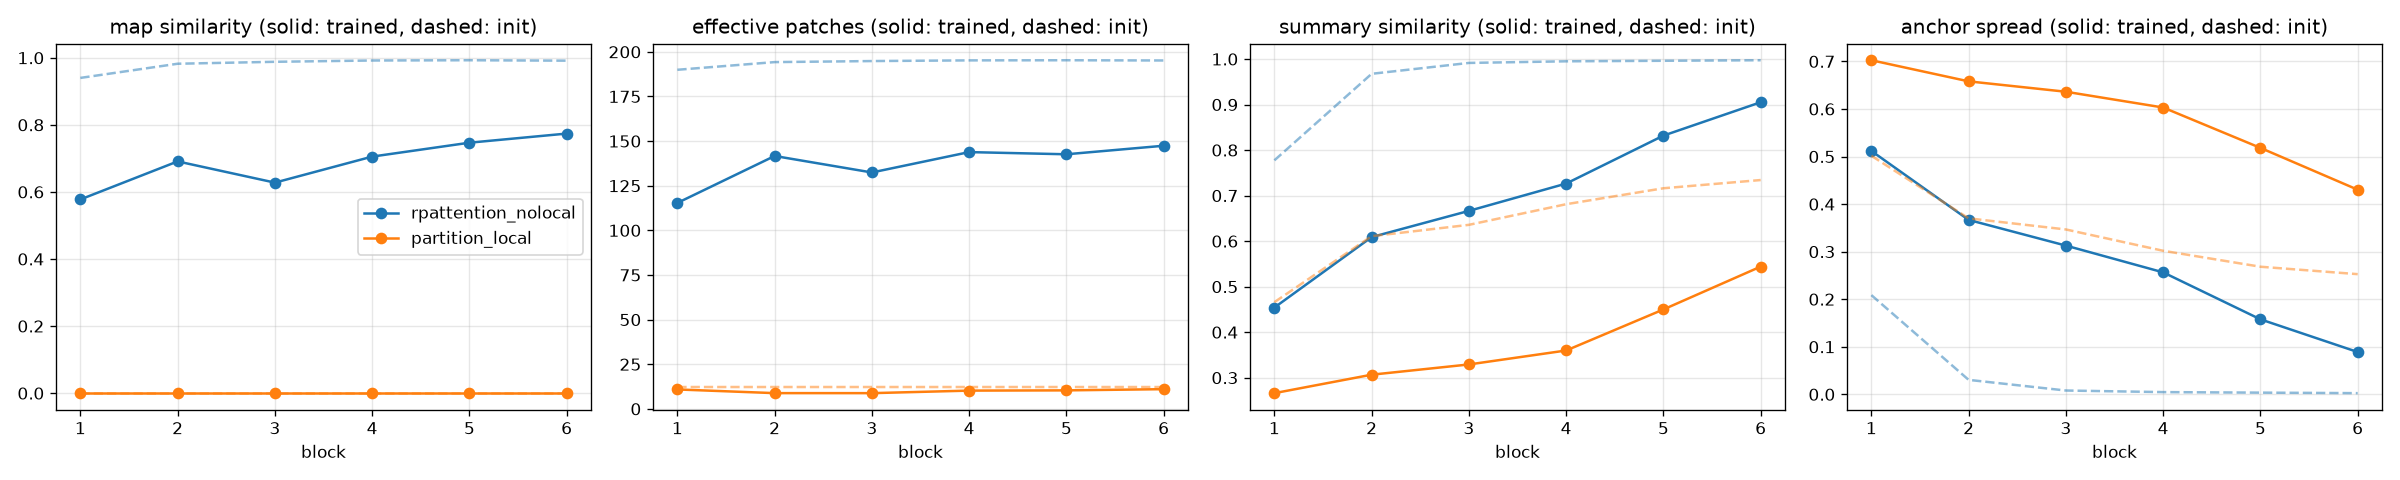 map similarity (solid: trained, dashed: init)
1.0
0.8
0.6
0.4
0.2
0.0
rpattention_nolocal
partition_local
1 2 3 4 5 6
block
effective patches (solid: trained, dashed: init)
200
175
150
125
100
75
50
25
0
1 2 3 4 5 6
block
summary similarity (solid: trained, dashed: init)
1.0
0.9
0.8
0.7
0.6
0.5
0.4
0.3
1 2 3 4 5 6
block
anchor spread (solid: trained, dashed: init)
0.7
0.6
0.5
0.4
0.3
0.2
0.1
0.0
1 2 3 4 5 6
block